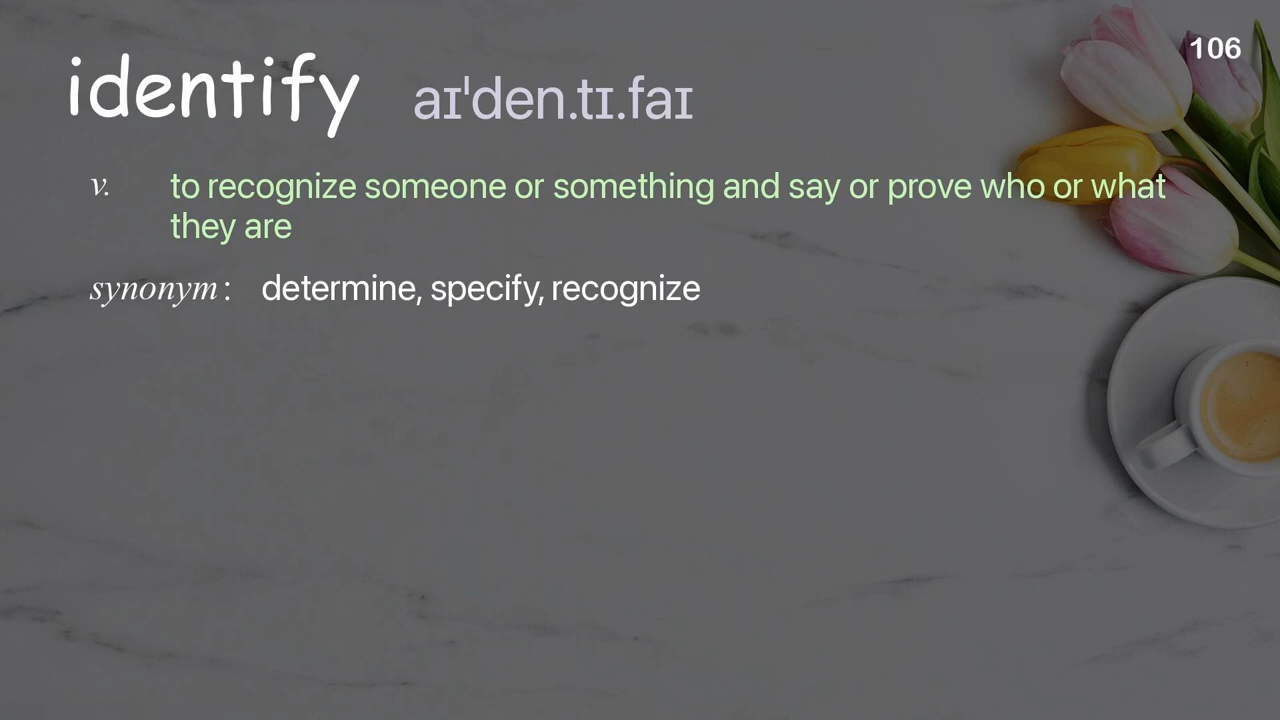 106
identify aɪˈden.tɪ.faɪ
v. to recognize someone or something and say or prove who or what
they are
synonym: determine, specify, recognize